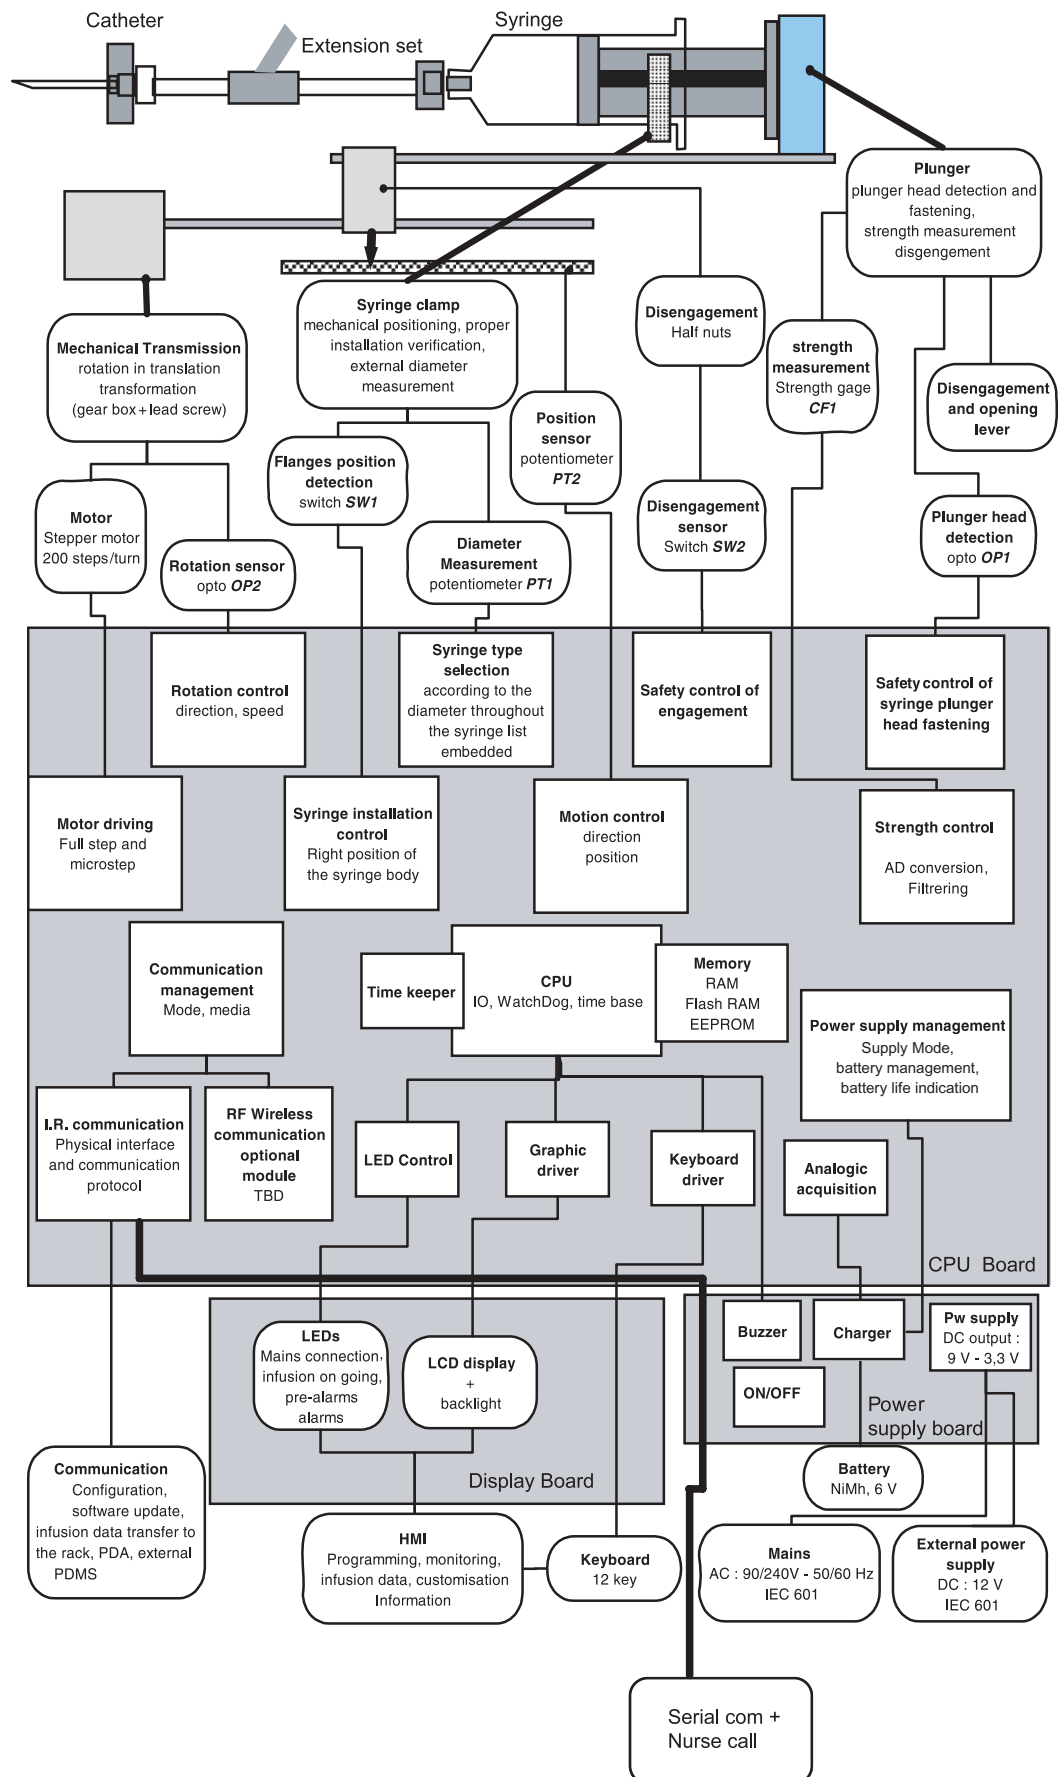 Catheter
Syringe
Extension set
Plunger
plunger head detection and
fastening,
strength measurement
disgengement
Syringe clamp
mechanical positioning, proper
installation verification,
external diameter
measurement
Disengagement
Half nuts
strength
measurement
Strength gage
CF1
Mechanical Transmission
rotation in translation
transformation
(gear box+lead screw)
Disengagement
and opening
lever
Position
sensor
potentiometer
PT2
Flanges position
detection
switch SW1
Motor
Stepper motor
200 steps/turn
Disengagement
sensor
Switch SW2
Plunger head
detection
opto OP1
Diameter
Measurement
potentiometer PT1
Rotation sensor
opto OP2
Rotation control
direction, speed
Syringe type
selection
according to the
diameter throughout
the syringe list
embedded
Safety control of
engagement
Safety control of
syringe plunger
head fastening
Motor driving
Full step and
microstep
Syringe installation
control
Right position of
the syringe body
Motion control
direction
position
Strength control
AD conversion,
Filtrering
Communication
management
Mode, media
Time keeper
CPU
IO, WatchDog, time base
Memory
RAM
Flash RAM
EEPROM
Power supply management
Supply Mode,
battery management,
battery life indication
I.R. communication
Physical interface
and communication
protocol
RF Wireless
communication
optional
module
TBD
LED Control
Graphic
driver
Keyboard
driver
Analogic
acquisition
CPU Board
LEDs
Mains connection,
infusion on going,
pre-alarms
alarms
LCD display
+
backlight
Buzzer
Charger
Pw supply
DC output :
9 V - 3,3 V
ON/OFF
Power
supply board
Display Board
Communication
Configuration,
software update,
infusion data transfer to
the rack, PDA, external
PDMS
Battery
NiMh, 6 V
HMI
Programming, monitoring,
infusion data, customisation
Information
Keyboard
12 key
Mains
AC : 90/240V - 50/60 Hz
IEC 601
External power
supply
DC : 12 V
IEC 601
Serial com +
Nurse call